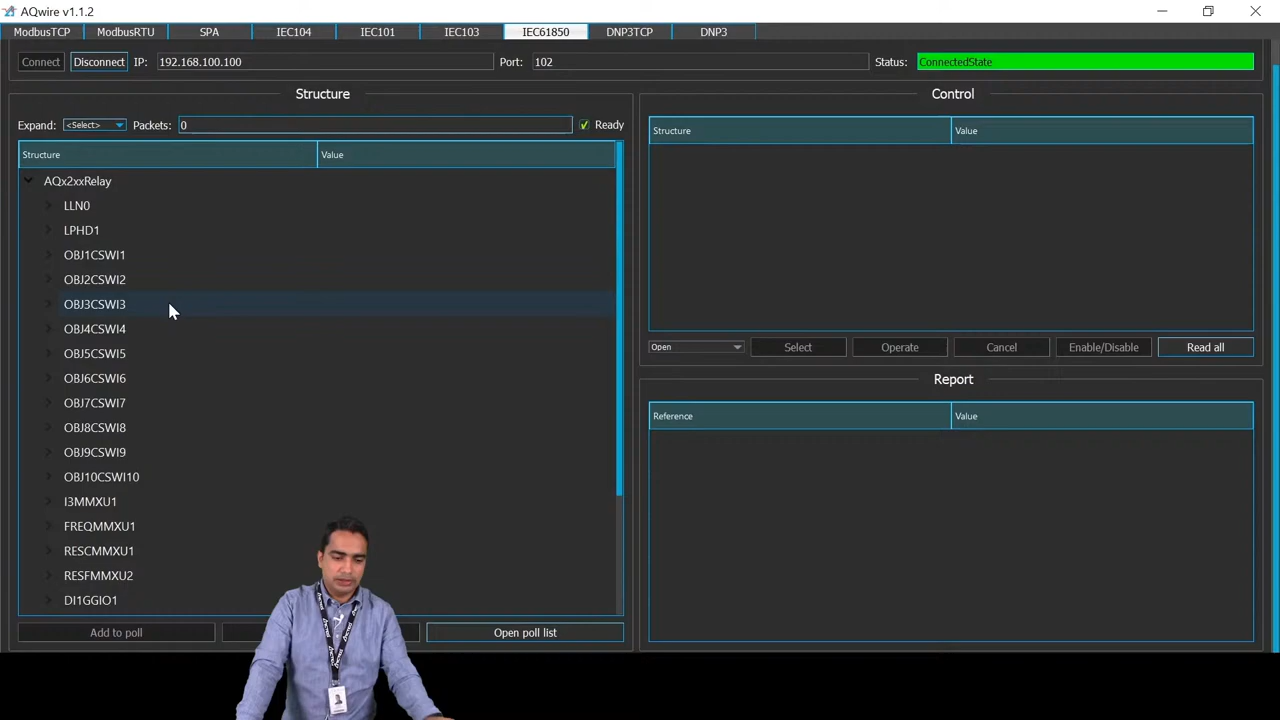 AQwire v1.1.2
ModbusTCP ModbusRTU SPA IEC104 IEC101 IEC103 IEC61850 DNP3TCP DNP3
Connect Disconnect IP: 192.168.100.100 Port: 102 Status: ConnectedState
Structure
Expand: <Select> Packets: 0 Ready
Structure Value
AQx2xxRelay
LLN0
LPHD1
OBJ1CSWI1
OBJ2CSWI2
OBJ3CSWI3
OBJ4CSWI4
OBJ5CSWI5
OBJ6CSWI6
OBJ7CSWI7
OBJ8CSWI8
OBJ9CSWI9
OBJ10CSWI10
I3MMXU1
FREQMMXU1
RESCMMXU1
RESFMMXU2
DI1GGIO1
Add to poll Open poll list
Control
Structure Value
Open Select Operate Cancel Enable/Disable Read all
Report
Reference Value